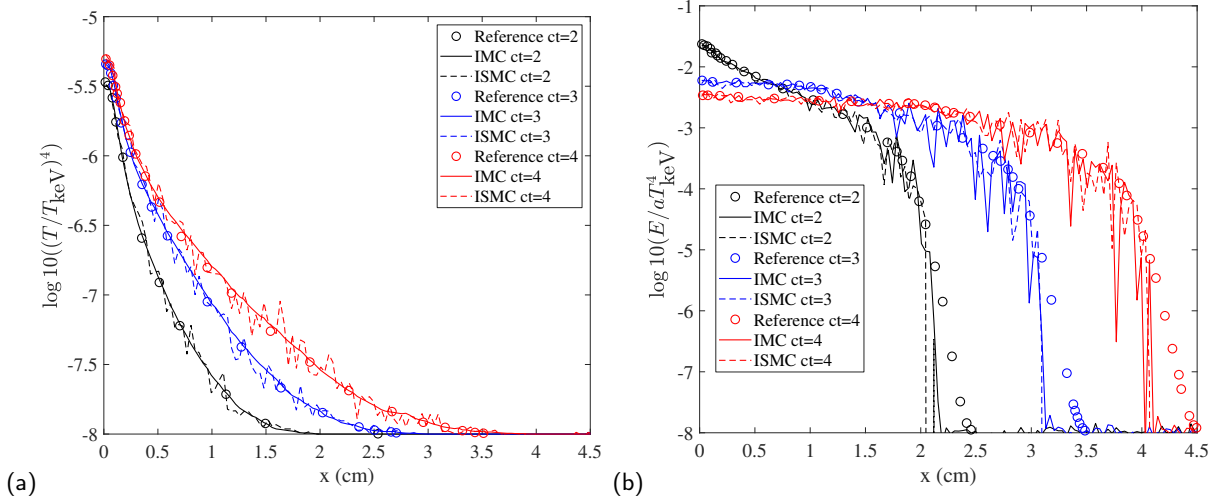 -5
-5.5
-6
-6.5
-7
-7.5
-8
log 10((T/T_keV)^4)
Reference ct=2
IMC ct=2
ISMC ct=2
Reference ct=3
IMC ct=3
ISMC ct=3
Reference ct=4
IMC ct=4
ISMC ct=4
0 0.5 1 1.5 2 2.5 3 3.5 4 4.5
x (cm)
(a)
-1
-2
-3
-4
-5
-6
-7
-8
log 10(E/aT_keV^4)
Reference ct=2
IMC ct=2
ISMC ct=2
Reference ct=3
IMC ct=3
ISMC ct=3
Reference ct=4
IMC ct=4
ISMC ct=4
0 0.5 1 1.5 2 2.5 3 3.5 4 4.5
x (cm)
(b)